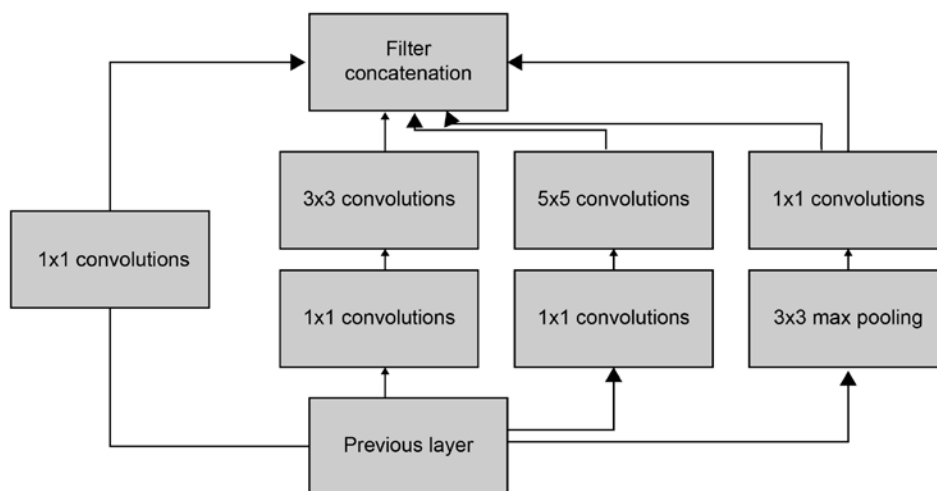 Filter
concatenation
3x3 convolutions
5x5 convolutions
1x1 convolutions
1x1 convolutions
1x1 convolutions
1x1 convolutions
3x3 max pooling
Previous layer